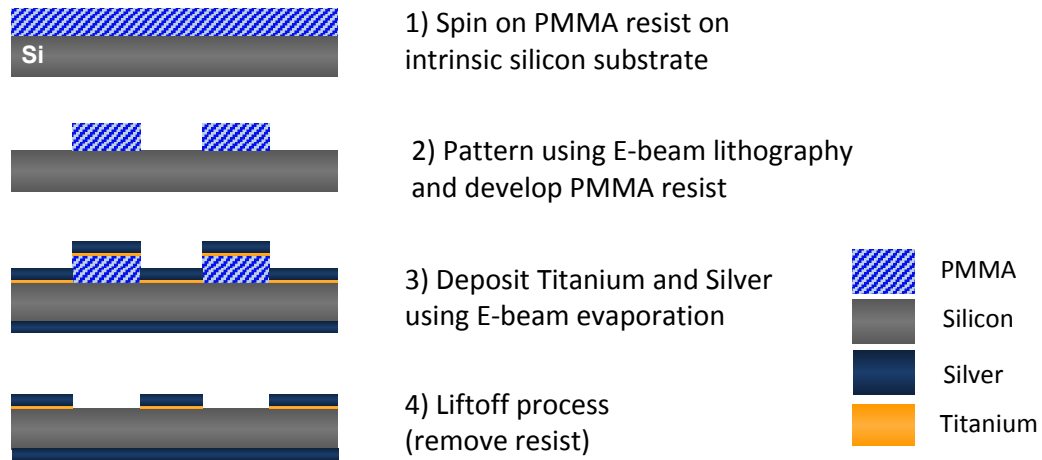 1) Spin on PMMA resist on
intrinsic silicon substrate
Si
2) Pattern using E-beam lithography
and develop PMMA resist
3) Deposit Titanium and Silver
using E-beam evaporation
4) Liftoff process
(remove resist)
PMMA
Silicon
Silver
Titanium